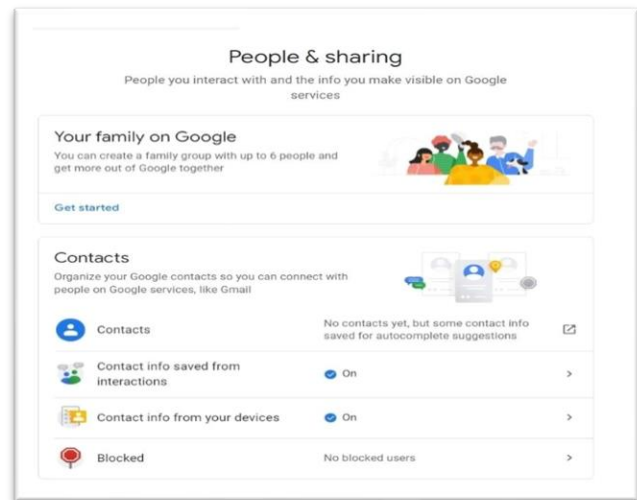 People & sharing
People you interact with and the info you make visible on Google
services
Your family on Google
You can create a family group with up to 6 people and
get more out of Google together
Get started
Contacts
Organize your Google contacts so you can connect with
people on Google services, like Gmail
Contacts
No contacts yet, but some contact info
saved for autocomplete suggestions
Contact info saved from
interactions
On
Contact info from your devices
On
Blocked
No blocked users